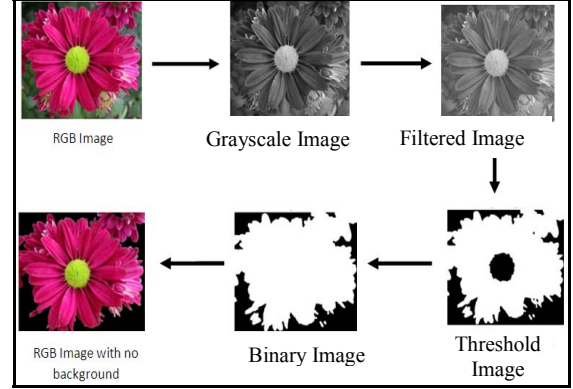 RGB Image
Grayscale Image
Filtered Image
RGB Image with no
background
Binary Image
Threshold
Image